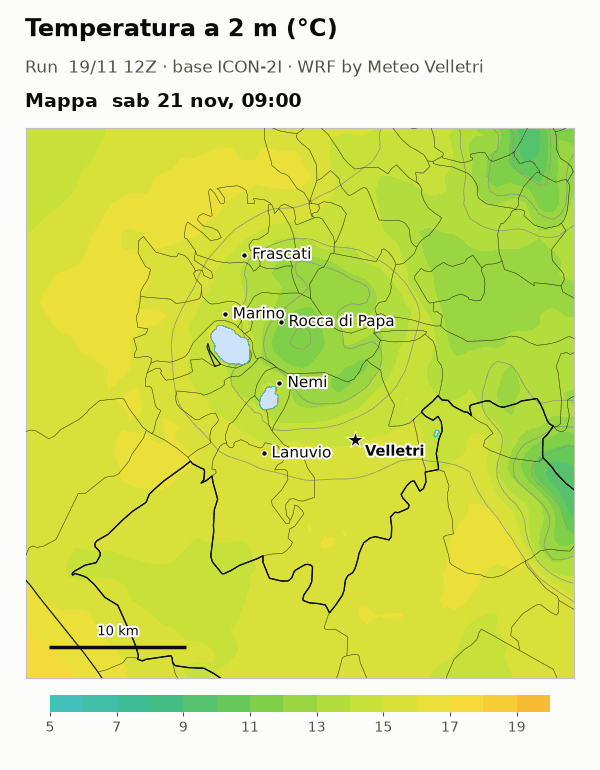 Temperatura a 2 m (°C)
Run  19/11 12Z · base ICON-2I · WRF by Meteo Velletri
Mappa  sab 21 nov, 09:00
Frascati
Marino
Rocca di Papa
Nemi
Velletri
Lanuvio
10 km
5 7 9 11 13 15 17 19